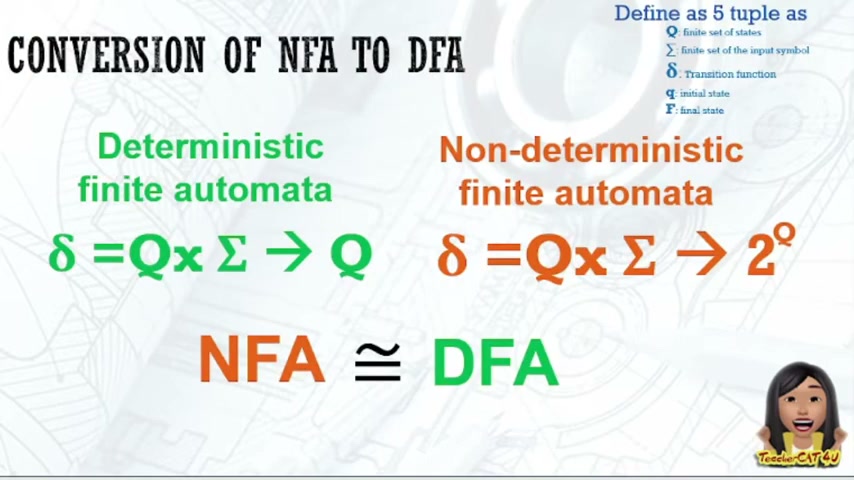 Define as 5 tuple as
Q: finite set of states
Σ: finite set of the input symbol
δ: Transition function
q: initial state
F: final state
CONVERSION OF NFA TO DFA
Deterministic
finite automata
δ =Qx Σ → Q
Non-deterministic
finite automata
δ =Qx Σ → 2^Q
NFA ≅ DFA
TeacherCAT4U